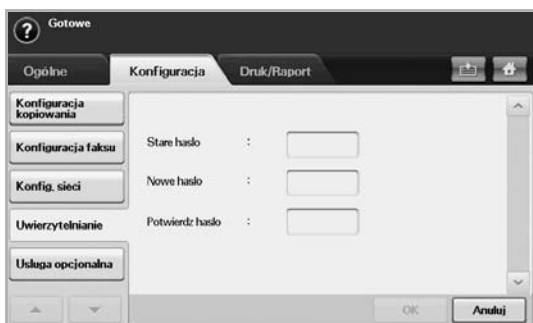 Gotowe
Ogólne
Konfiguracja
Druk/Raport
Konfiguracja
kopiowania
Konfiguracja faksu
Konfig. sieci
Uwierzytelnianie
Usługa opcjonalna
Stare hasło :
Nowe hasło :
Potwierdz hasło :
OK
Anuluj